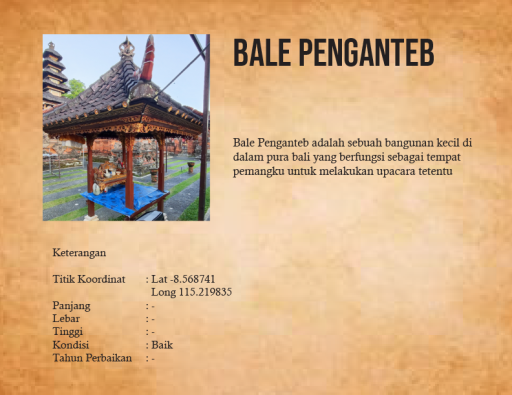 BALE PENGANTEB
Bale Penganteb adalah sebuah bangunan kecil di
dalam pura bali yang berfungsi sebagai tempat
pemangku untuk melakukan upacara tetentu
Keterangan
Titik Koordinat : Lat -8.568741
Long 115.219835
Panjang : -
Lebar : -
Tinggi : -
Kondisi : Baik
Tahun Perbaikan : -